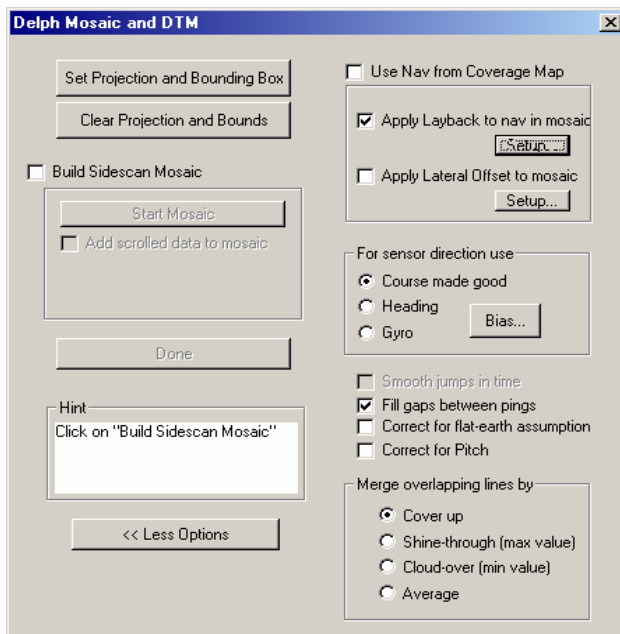 Delph Mosaic and DTM
Set Projection and Bounding Box
Clear Projection and Bounds
Build Sidescan Mosaic
Start Mosaic
Add scrolled data to mosaic
Done
Hint
Click on "Build Sidescan Mosaic"
<< Less Options
Use Nav from Coverage Map
Apply Layback to nav in mosaic
Setup...
Apply Lateral Offset to mosaic
Setup...
For sensor direction use
Course made good
Heading
Gyro
Bias...
Smooth jumps in time
Fill gaps between pings
Correct for flat-earth assumption
Correct for Pitch
Merge overlapping lines by
Cover up
Shine-through (max value)
Cloud-over (min value)
Average